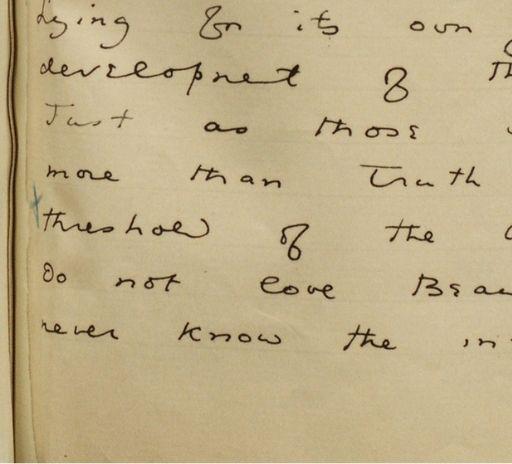 Lying for its own
development of th
Just as those
more than Truth
threshold of the
do not love Beau
never know the in